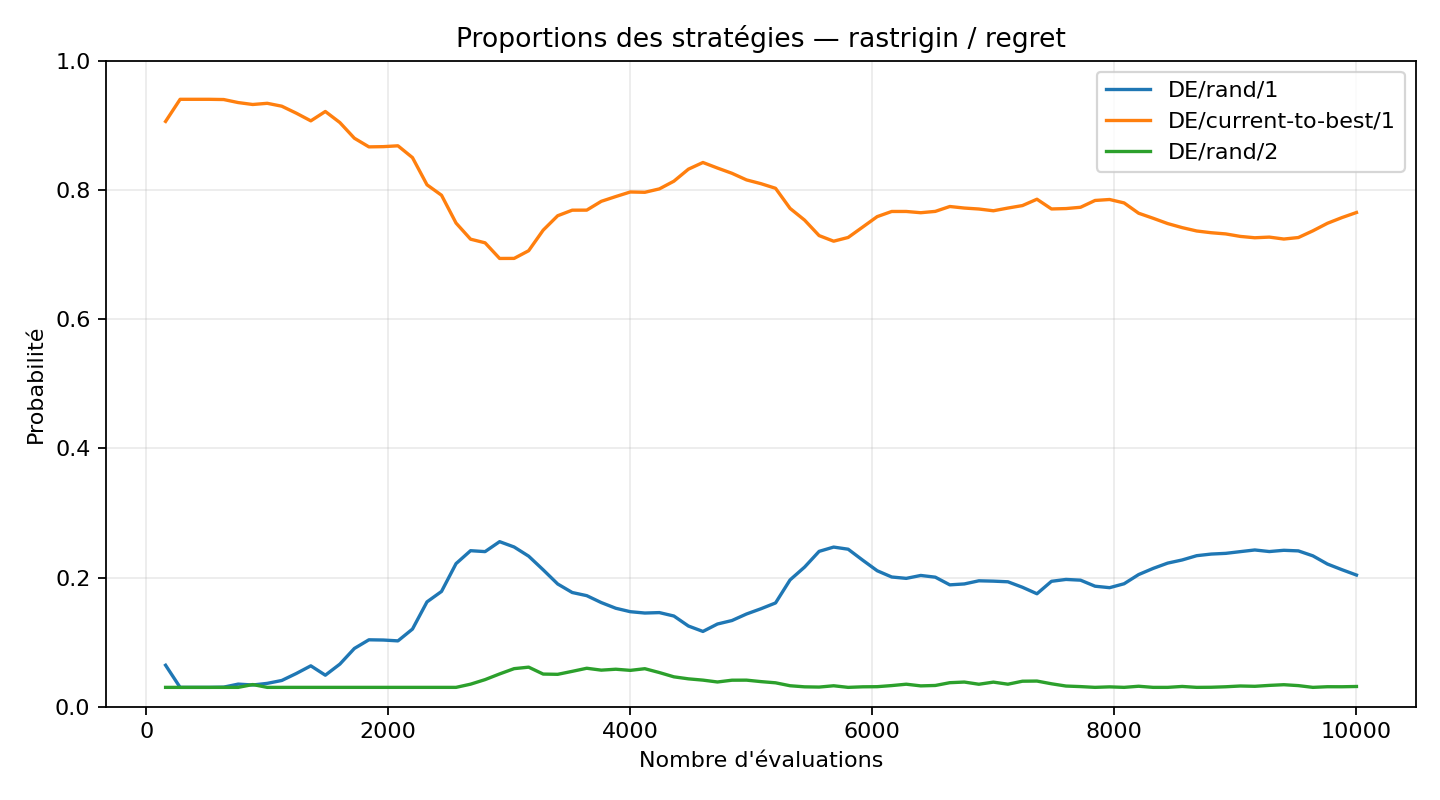 Proportions des stratégies — rastrigin / regret
1.0
0.8
0.6
0.4
0.2
0.0
Probabilité
DE/rand/1
DE/current-to-best/1
DE/rand/2
0
2000
4000
6000
8000
10000
Nombre d'évaluations